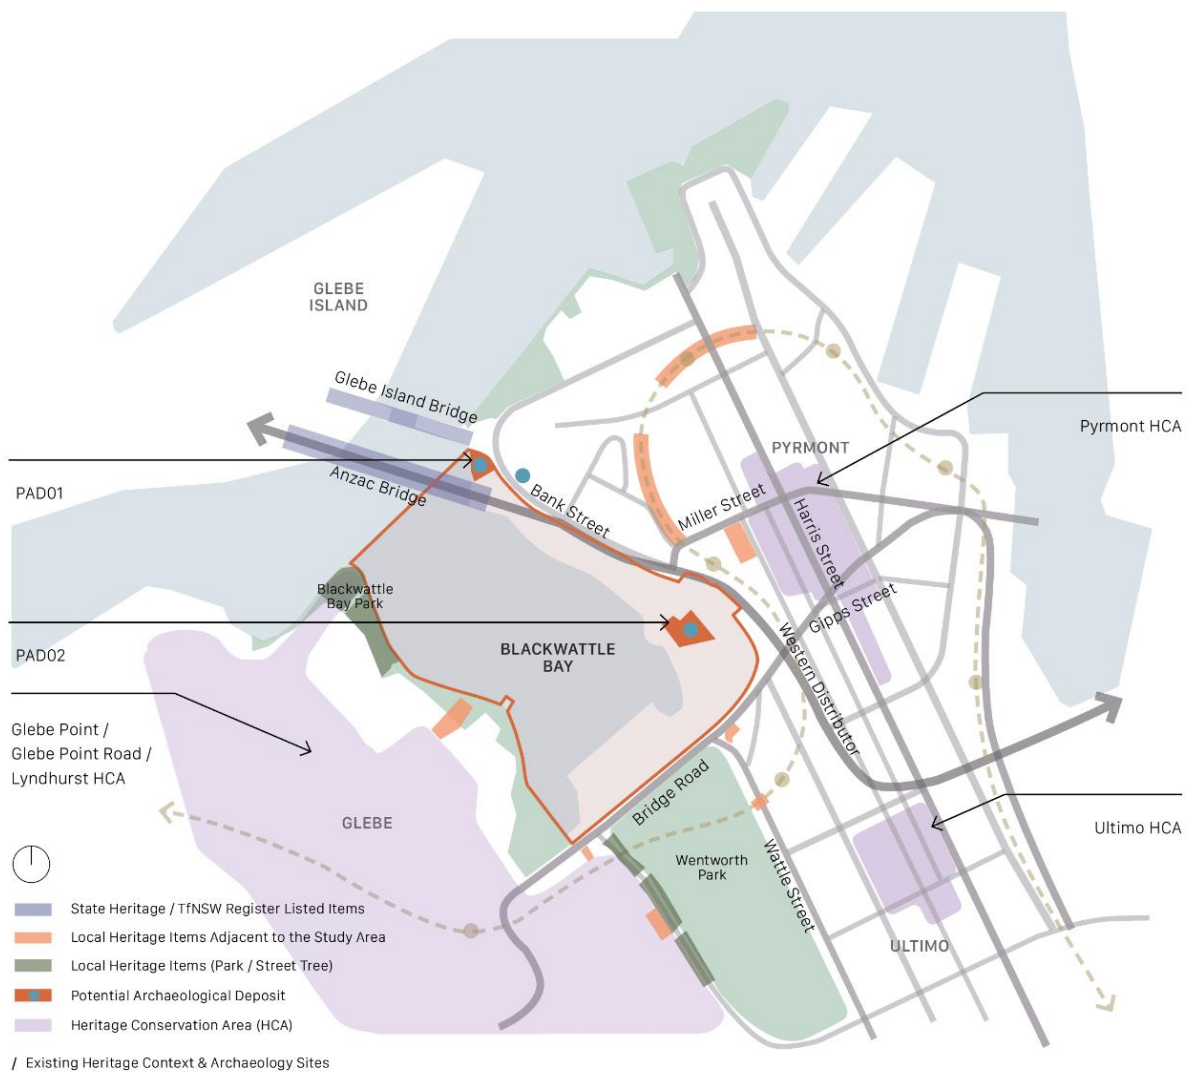 GLEBE
ISLAND
Glebe Island Bridge
Anzac Bridge
PAD01
Bank Street
Miller Street
PYRMONT
Pyrmont HCA
Harris Street
Gipps Street
Blackwattle
Bay Park
PAD02
BLACKWATTLE
BAY
Western Distributor
Glebe Point /
Glebe Point Road /
Lyndhurst HCA
GLEBE
Bridge Road
Wentworth
Park
Wattle Street
Ultimo HCA
ULTIMO
State Heritage / TfNSW Register Listed Items
Local Heritage Items Adjacent to the Study Area
Local Heritage Items (Park / Street Tree)
Potential Archaeological Deposit
Heritage Conservation Area (HCA)
/ Existing Heritage Context & Archaeology Sites